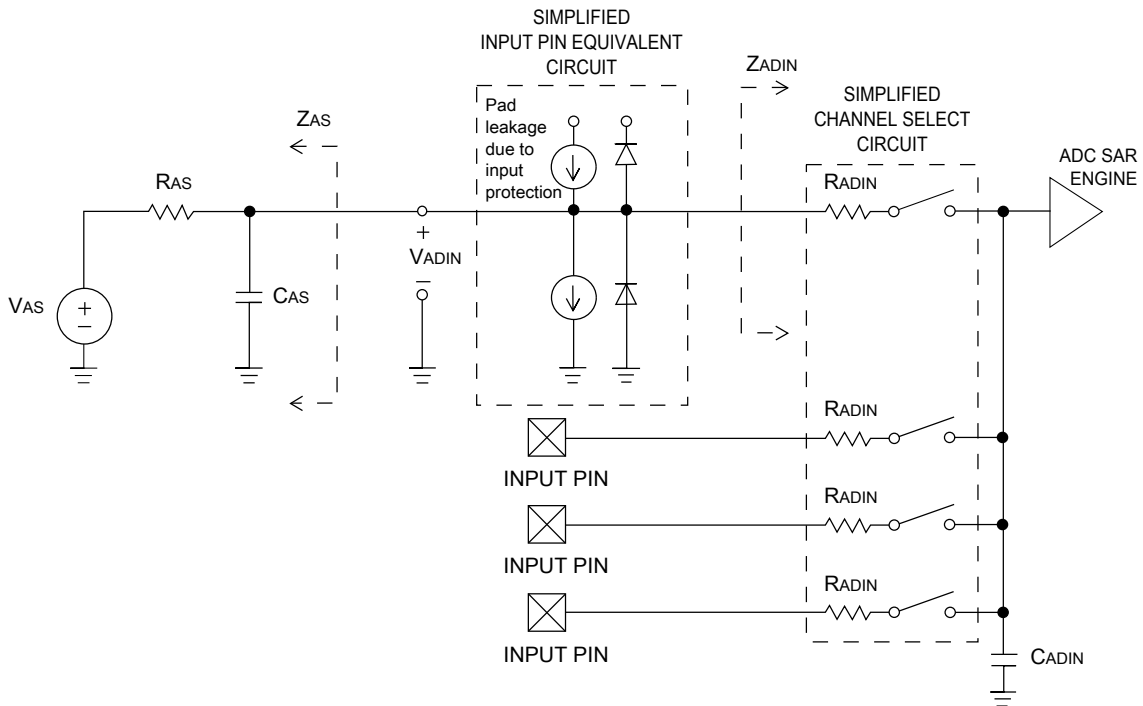 SIMPLIFIED
INPUT PIN EQUIVALENT
CIRCUIT
ZADIN
SIMPLIFIED
CHANNEL SELECT
CIRCUIT
ADC SAR
ENGINE
Pad
leakage
due to
input
protection
ZAS
RAS
RADIN
+
VADIN
–
VAS
+
–
CAS
RADIN
INPUT PIN
RADIN
INPUT PIN
RADIN
INPUT PIN
CADIN